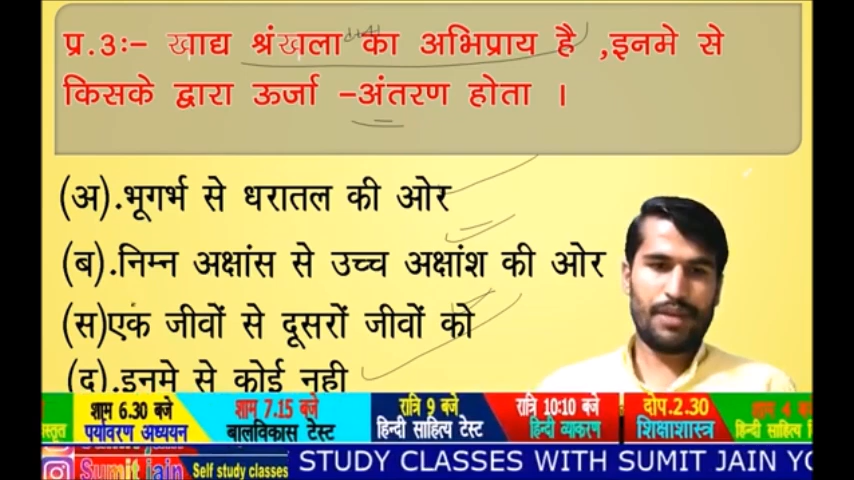 प्र.३:- खाद्य श्रंखला का अभिप्राय है ,इनमे से
किसके द्वारा ऊर्जा -अंतरण होता ।
(अ).भूगर्भ से धरातल की ओर
(ब).निम्न अक्षांस से उच्च अक्षांश की ओर
(स)एक जीवों से दूसरों जीवों को
(द).इनमे से कोई नही
शाम 6.30 बजे शाम 7.15 बजे रात्रि 9 बजे रात्रि 10:10 बजे दोप.2.30
पर्यावरण अध्ययन बालविकास टेस्ट हिन्दी साहित्य टेस्ट हिन्दी व्याकरण शिक्षाशास्त्र हिन्दी साहित्य
Sumit jain Self study classes STUDY CLASSES WITH SUMIT JAIN